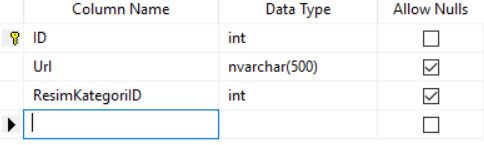 Column Name Data Type Allow Nulls
ID int
Url nvarchar(500)
ResimKategoriID int